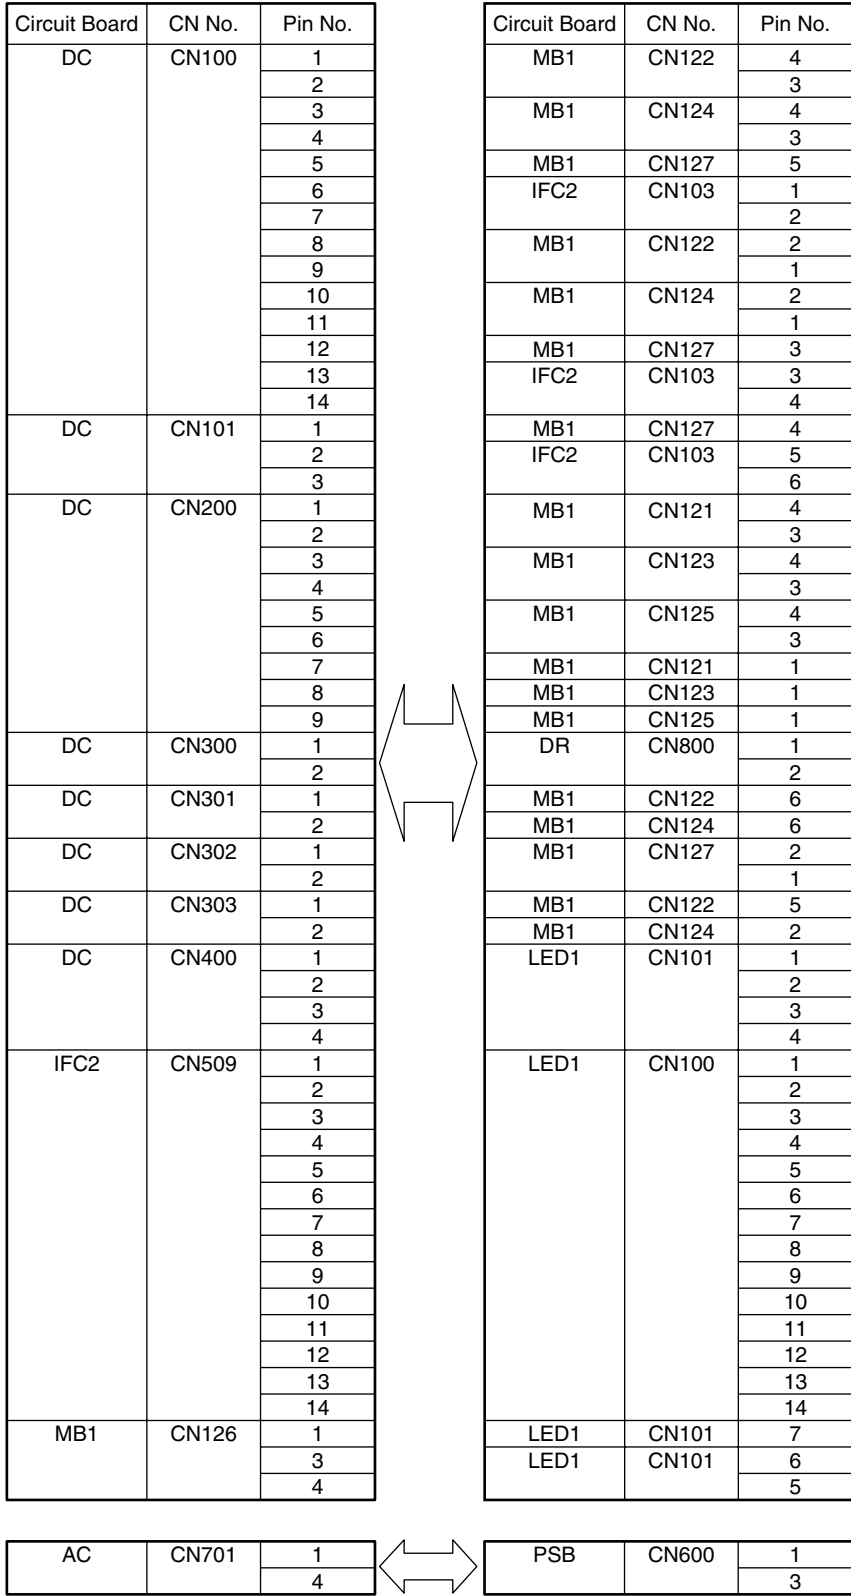 Circuit Board CN No. Pin No. Circuit Board CN No. Pin No.
DC CN100 1 MB1 CN122 4
2 3
3 MB1 CN124 4
4 3
5 MB1 CN127 5
6 IFC2 CN103 1
7 2
8 MB1 CN122 2
9 1
10 MB1 CN124 2
11 1
12 MB1 CN127 3
13 IFC2 CN103 3
14 4
DC CN101 1 MB1 CN127 4
2 IFC2 CN103 5
3 6
DC CN200 1 MB1 CN121 4
2 3
3 MB1 CN123 4
4 3
5 MB1 CN125 4
6 3
7 MB1 CN121 1
8 MB1 CN123 1
9 MB1 CN125 1
DC CN300 1 DR CN800 1
2 2
DC CN301 1 MB1 CN122 6
2 MB1 CN124 6
DC CN302 1 MB1 CN127 2
2 1
DC CN303 1 MB1 CN122 5
2 MB1 CN124 2
DC CN400 1 LED1 CN101 1
2 2
3 3
4 4
IFC2 CN509 1 LED1 CN100 1
2 2
3 3
4 4
5 5
6 6
7 7
8 8
9 9
10 10
11 11
12 12
13 13
14 14
MB1 CN126 1 LED1 CN101 7
3 LED1 CN101 6
4 5
AC CN701 1 PSB CN600 1
4 3